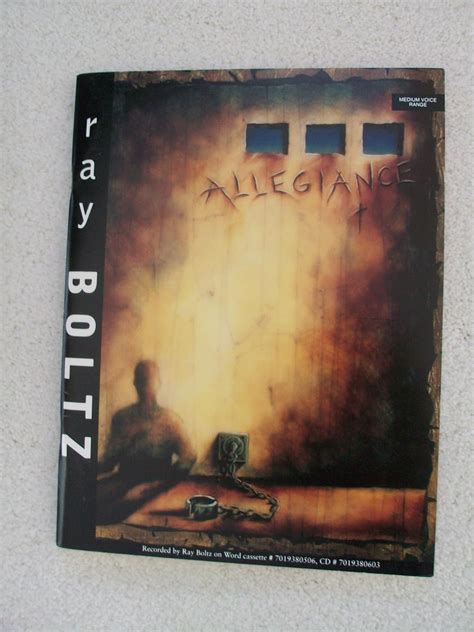 ray BOLTZ
MEDIUM VOICE
RANGE
ALLEGIANCE
Recorded by Ray Boltz on Word cassette # 7019380506, CD # 7019380603